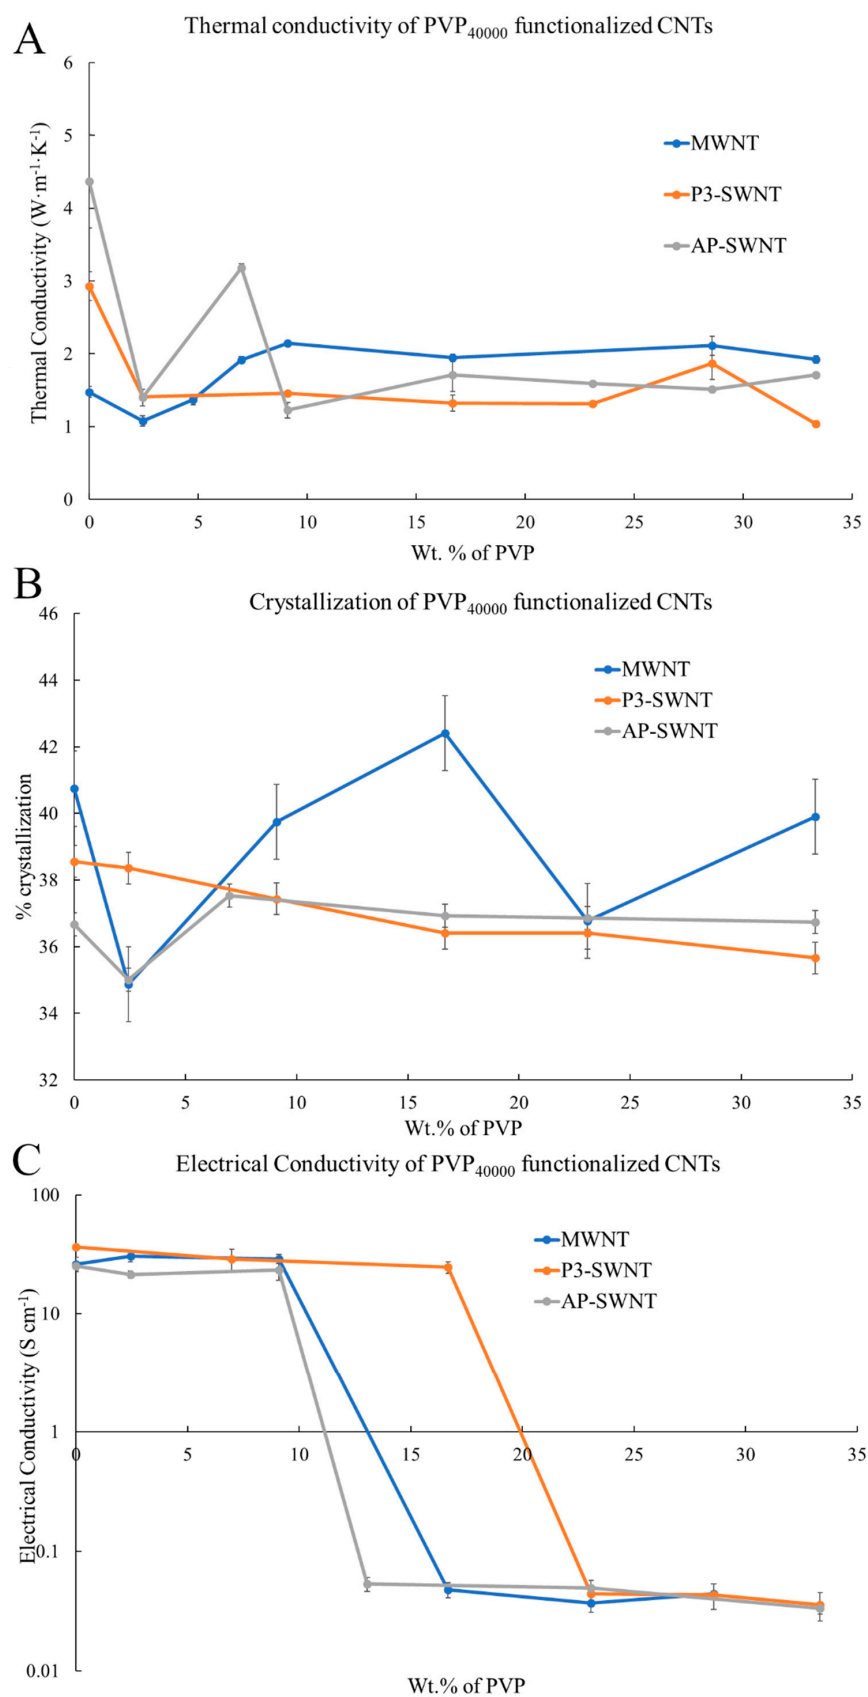 A
Thermal conductivity of PVP40000 functionalized CNTs
6
5
4
3
2
1
0
Thermal Conductivity (W·m-1·K-1)
MWNT
P3-SWNT
AP-SWNT
0 5 10 15 20 25 30 35
Wt. % of PVP
B
Crystallization of PVP40000 functionalized CNTs
46
44
42
40
38
36
34
32
% crystallization
MWNT
P3-SWNT
AP-SWNT
0 5 10 15 20 25 30 35
Wt.% of PVP
C
Electrical Conductivity of PVP40000 functionalized CNTs
100
10
1
0.1
0.01
Electrical Conductivity (S cm-1)
MWNT
P3-SWNT
AP-SWNT
0 5 10 15 20 25 30 35
Wt.% of PVP